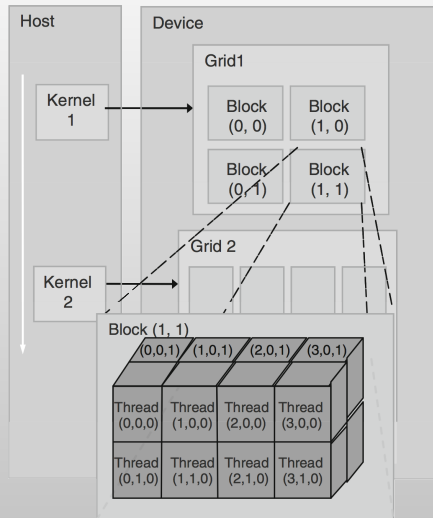 Host
Device
Grid1
Kernel
1
Block
(0, 0)
Block
(1, 0)
Block
(0, 1)
Block
(1, 1)
Grid 2
Kernel
2
Block (1, 1)
(0,0,1)
(1,0,1)
(2,0,1)
(3,0,1)
Thread
(0,0,0)
Thread
(1,0,0)
Thread
(2,0,0)
Thread
(3,0,0)
Thread
(0,1,0)
Thread
(1,1,0)
Thread
(2,1,0)
Thread
(3,1,0)